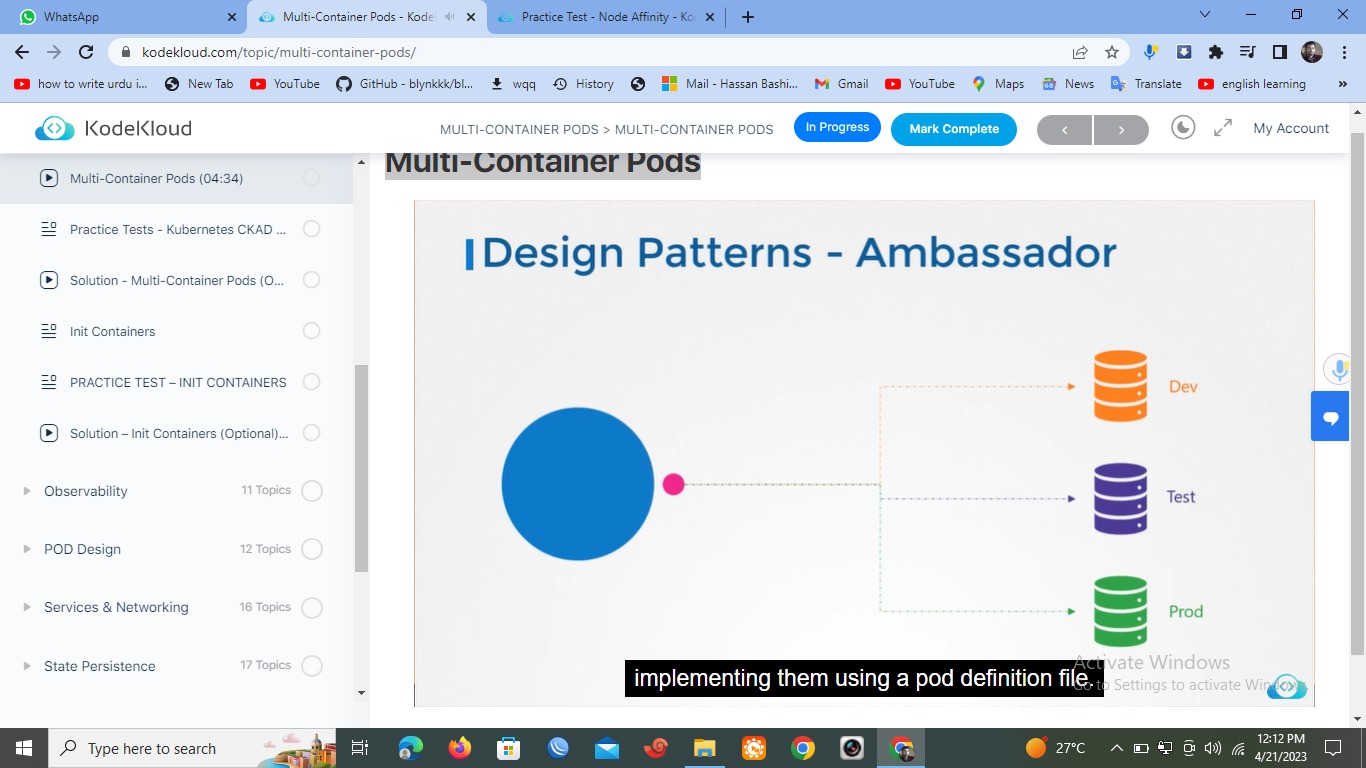 WhatsApp
Multi-Container Pods - Kodel
Practice Test - Node Affinity - Ko
kodekloud.com/topic/multi-container-pods/
how to write urdu i...
New Tab
YouTube
GitHub - blynkkk/bl...
wqq
History
Mail - Hassan Bashi...
Gmail
YouTube
Maps
News
Translate
english learning
»
KodeKloud
MULTI-CONTAINER PODS > MULTI-CONTAINER PODS
In Progress
Mark Complete
My Account
Multi-Container Pods (04:34)
Practice Tests - Kubernetes CKAD ...
Solution - Multi-Container Pods (O...
Init Containers
PRACTICE TEST – INIT CONTAINERS
Solution – Init Containers (Optional)...
Observability 11 Topics
POD Design 12 Topics
Services & Networking 16 Topics
State Persistence 17 Topics
Multi-Container Pods
Design Patterns - Ambassador
Dev
Test
Prod
implementing them using a pod definition file.
Activate Windows
Go to Settings to activate Windows.
Type here to search
27°C
12:12 PM
4/21/2023